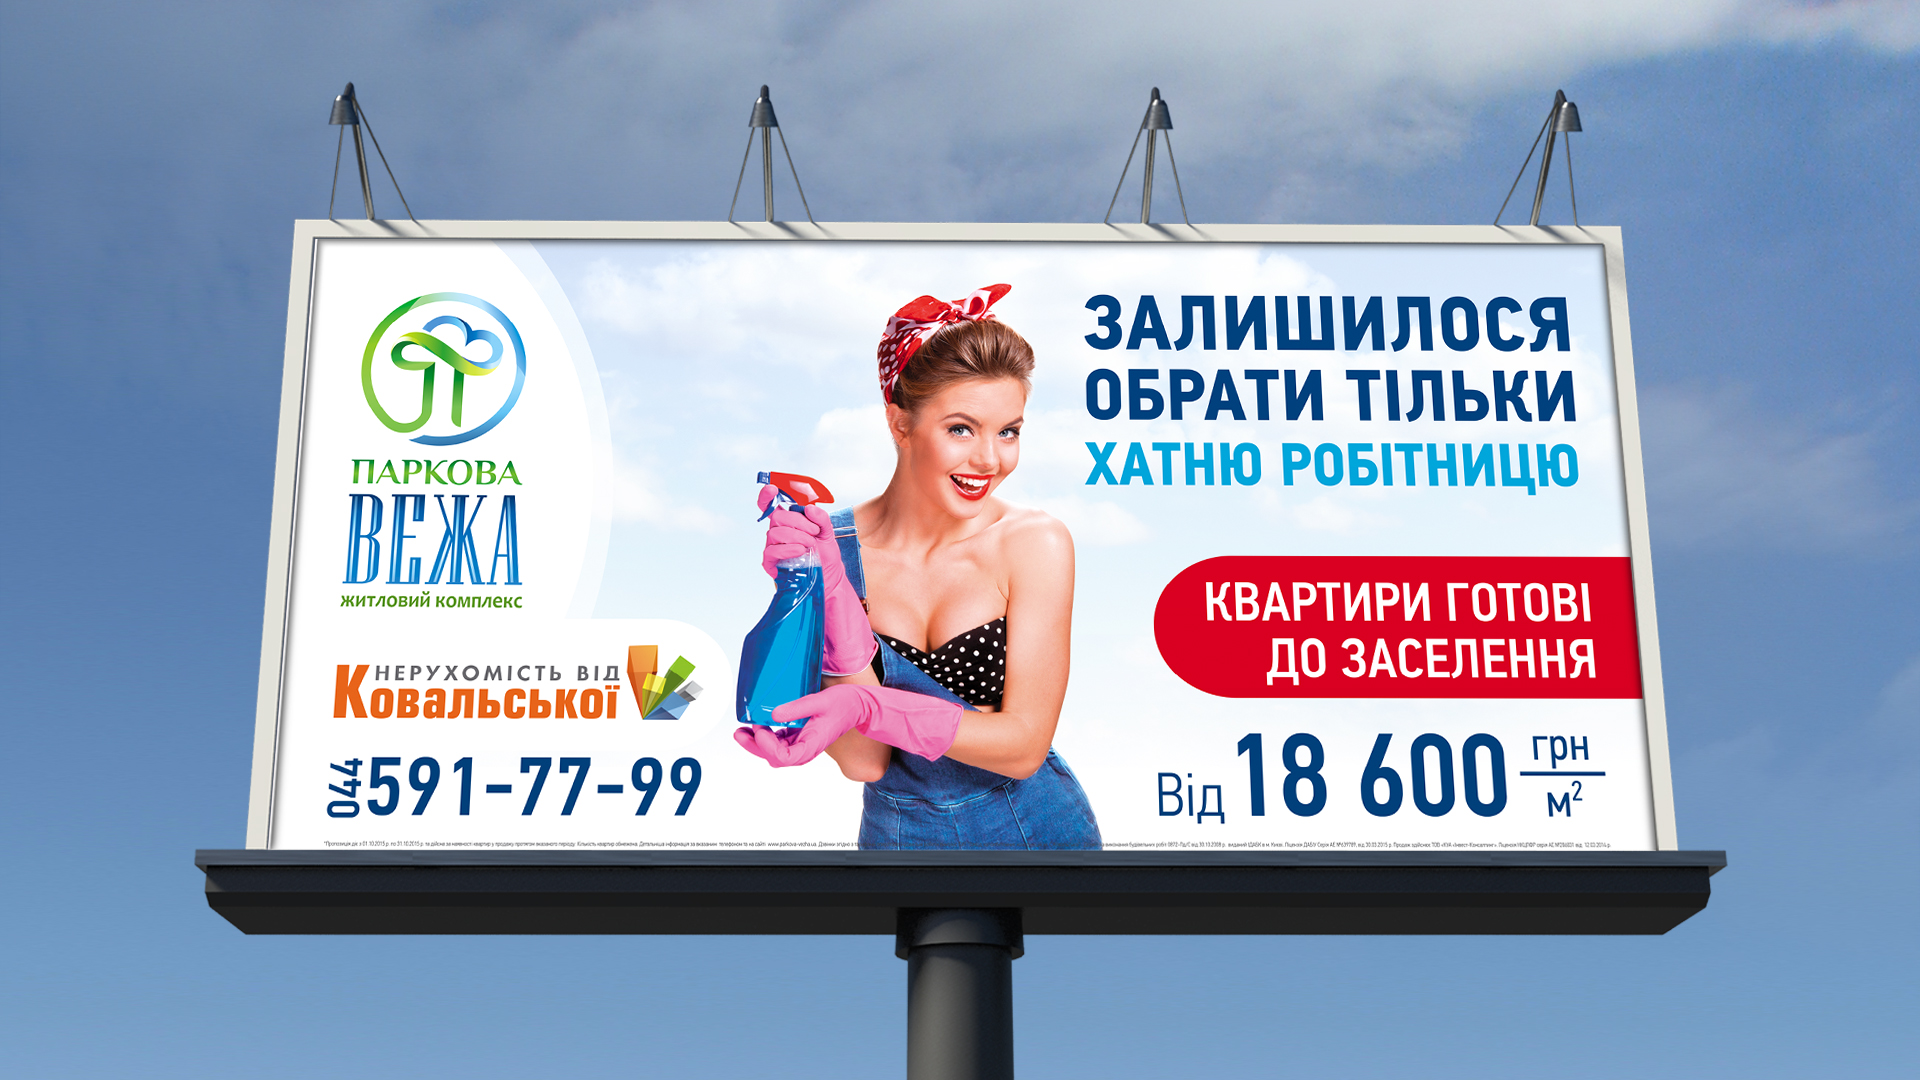 ПАРКОВА
ВЕЖА
ЖИТЛОВИЙ КОМПЛЕКС
НЕРУХОМІСТЬ ВІД
Ковальської
044 591-77-99
ЗАЛИШИЛОСЯ
ОБРАТИ ТІЛЬКИ
ХАТНЮ РОБІТНИЦЮ
КВАРТИРИ ГОТОВІ
ДО ЗАСЕЛЕННЯ
Від 18 600 грн
м²